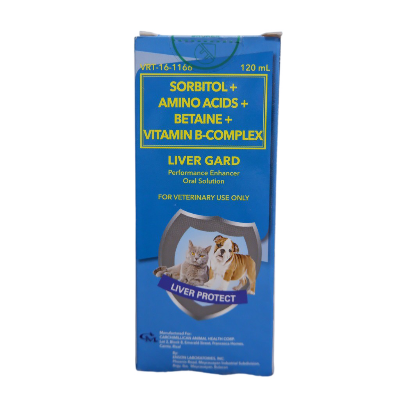 VRT-16-1166 120 mL
SORBITOL +
AMINO ACIDS +
BETAINE +
VITAMIN B-COMPLEX
LIVER GARD
Performance Enhancer
Oral Solution
FOR VETERINARY USE ONLY
LIVER PROTECT
Manufactured For:
By: